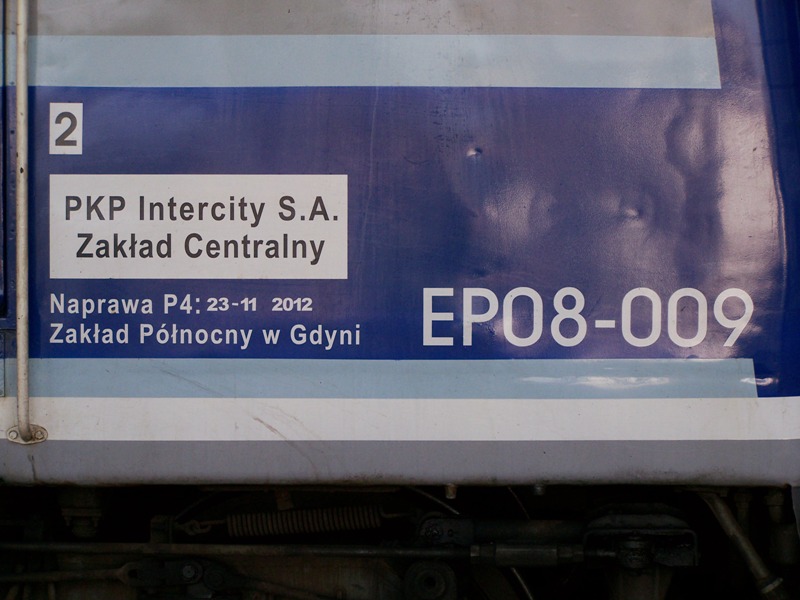 2
PKP Intercity S.A.
Zakład Centralny
Naprawa P4: 23-11 2012
Zakład Północny w Gdyni
EP08-009